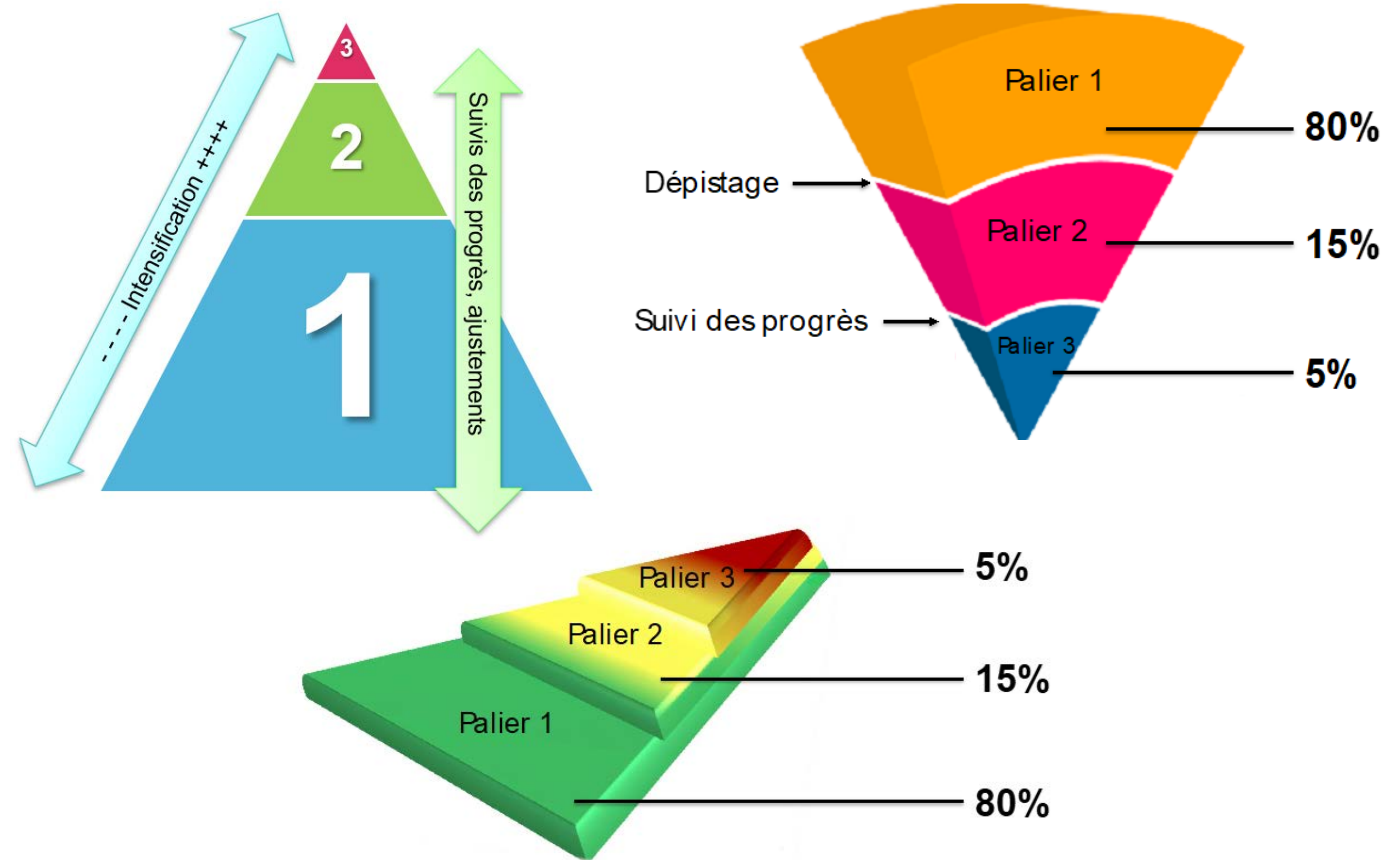 3
2
1
- - - - Intensification ++++
Suivis des progrès, ajustements
Palier 1
80%
Dépistage
Palier 2
15%
Suivi des progrès
Palier 3
5%
Palier 3
5%
Palier 2
15%
Palier 1
80%